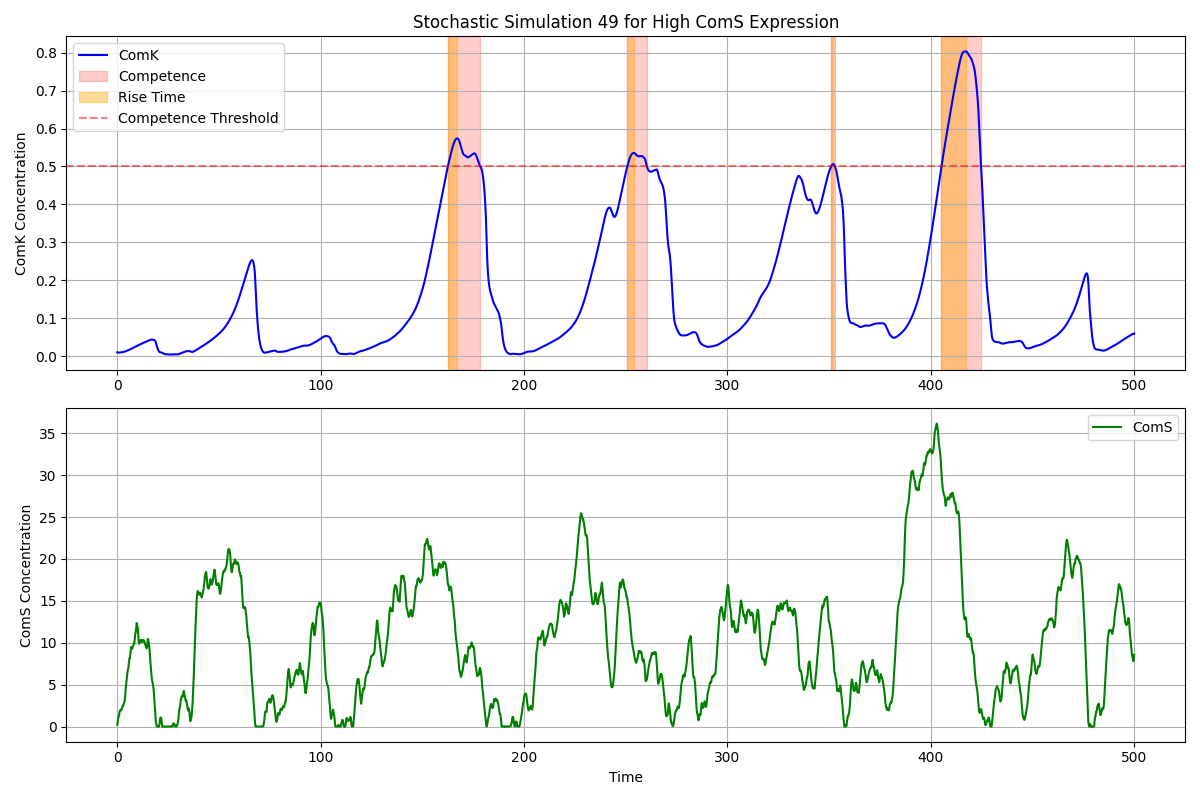 Stochastic Simulation 49 for High ComS Expression
ComK
Competence
Rise Time
Competence Threshold
ComK Concentration
0.8
0.7
0.6
0.5
0.4
0.3
0.2
0.1
0.0
0 100 200 300 400 500
ComS
ComS Concentration
35
30
25
20
15
10
5
0
0 100 200 300 400 500
Time